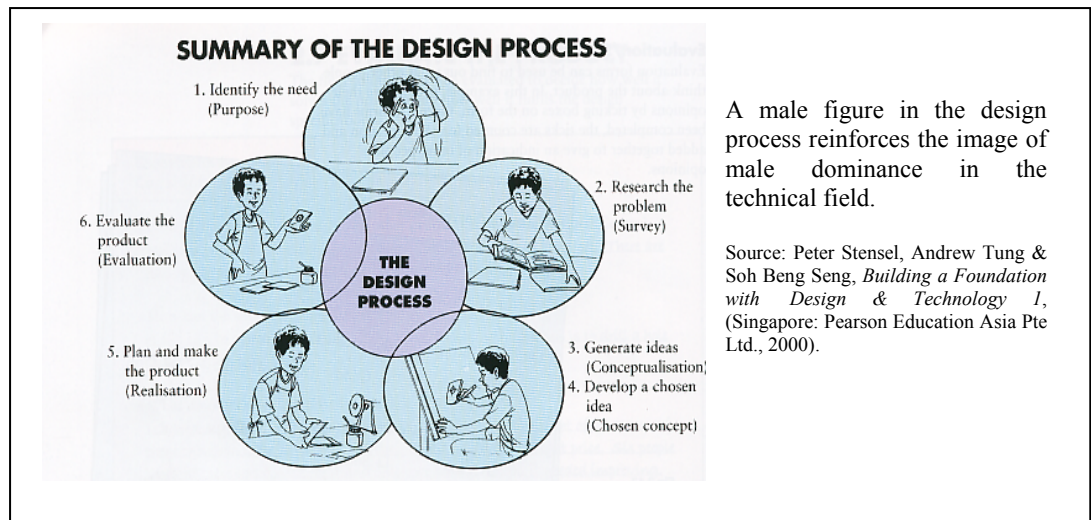 SUMMARY OF THE DESIGN PROCESS
1. Identify the need
(Purpose)
2. Research the
problem
(Survey)
3. Generate ideas
(Conceptualisation)
4. Develop a chosen
idea
(Chosen concept)
5. Plan and make
the product
(Realisation)
6. Evaluate the
product
(Evaluation)
THE
DESIGN
PROCESS
A male figure in the design
process reinforces the image of
male dominance in the
technical field.
Source: Peter Stensel, Andrew Tung &
Soh Beng Seng, Building a Foundation
with Design & Technology 1,
(Singapore: Pearson Education Asia Pte
Ltd., 2000).